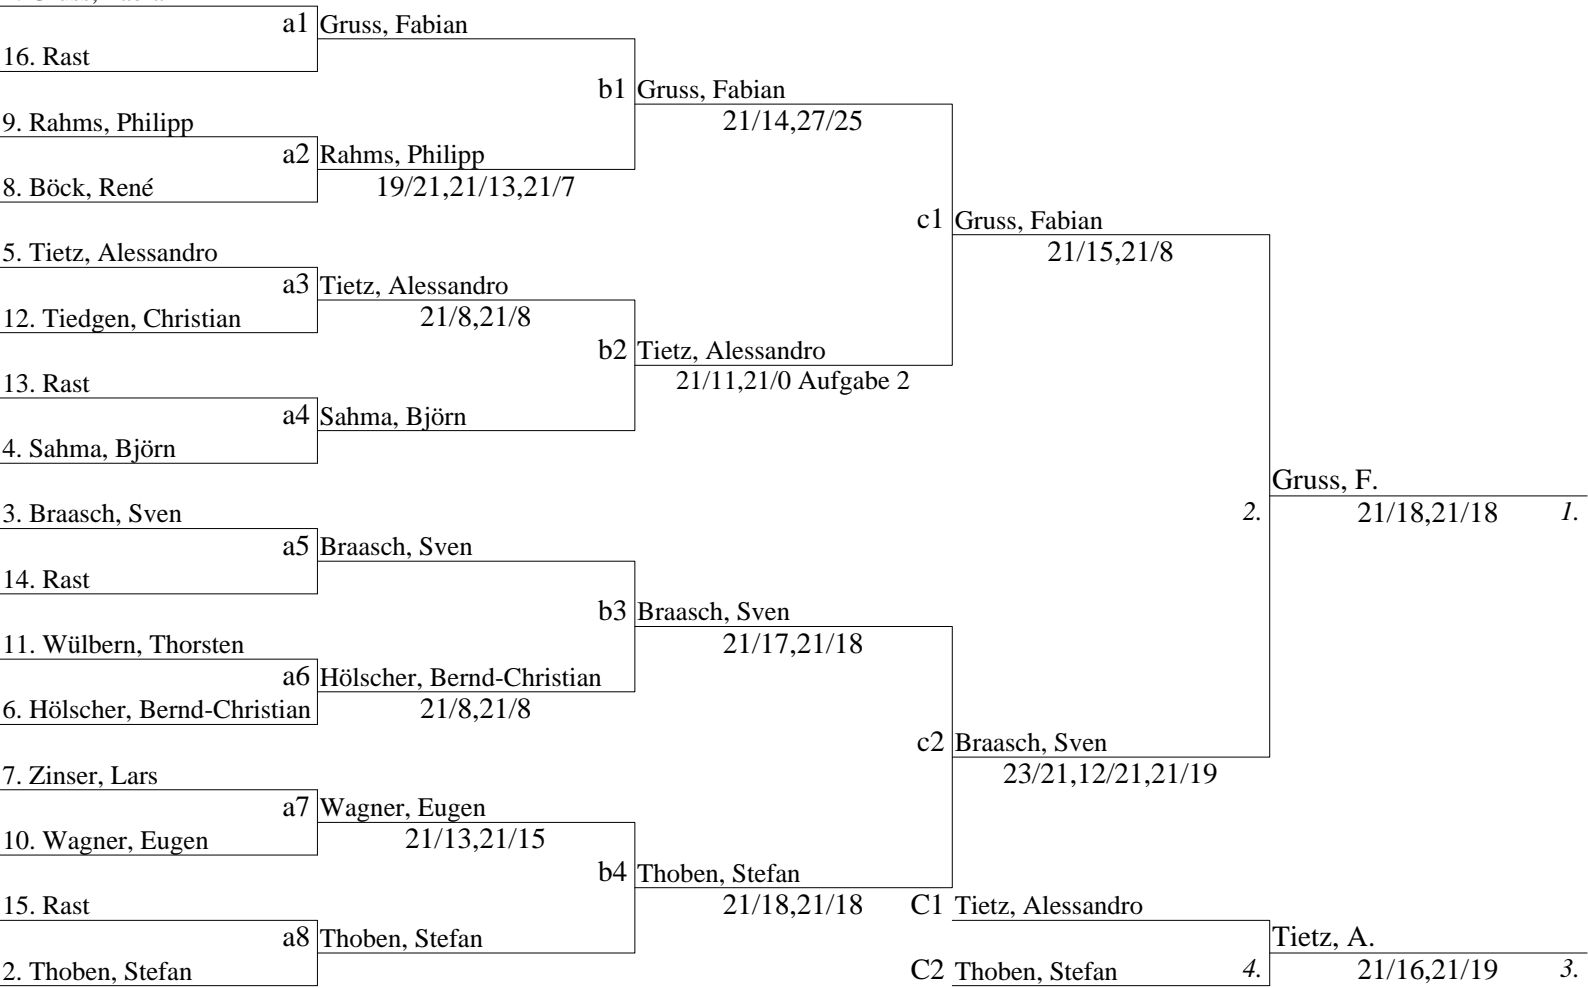 a1 Gruss, Fabian
16. Rast
b1 Gruss, Fabian
21/14,27/25
9. Rahms, Philipp
a2 Rahms, Philipp
19/21,21/13,21/7
8. Böck, René
c1 Gruss, Fabian
21/15,21/8
5. Tietz, Alessandro
a3 Tietz, Alessandro
21/8,21/8
12. Tiedgen, Christian
b2 Tietz, Alessandro
21/11,21/0 Aufgabe 2
13. Rast
a4 Sahma, Björn
4. Sahma, Björn
Gruss, F.
2. 21/18,21/18 1.
3. Braasch, Sven
a5 Braasch, Sven
14. Rast
b3 Braasch, Sven
21/17,21/18
11. Wülbern, Thorsten
a6 Hölscher, Bernd-Christian
21/8,21/8
6. Hölscher, Bernd-Christian
c2 Braasch, Sven
23/21,12/21,21/19
7. Zinser, Lars
a7 Wagner, Eugen
21/13,21/15
10. Wagner, Eugen
b4 Thoben, Stefan
21/18,21/18
15. Rast
a8 Thoben, Stefan
2. Thoben, Stefan
C1 Tietz, Alessandro
Tietz, A.
C2 Thoben, Stefan 4.
21/16,21/19 3.